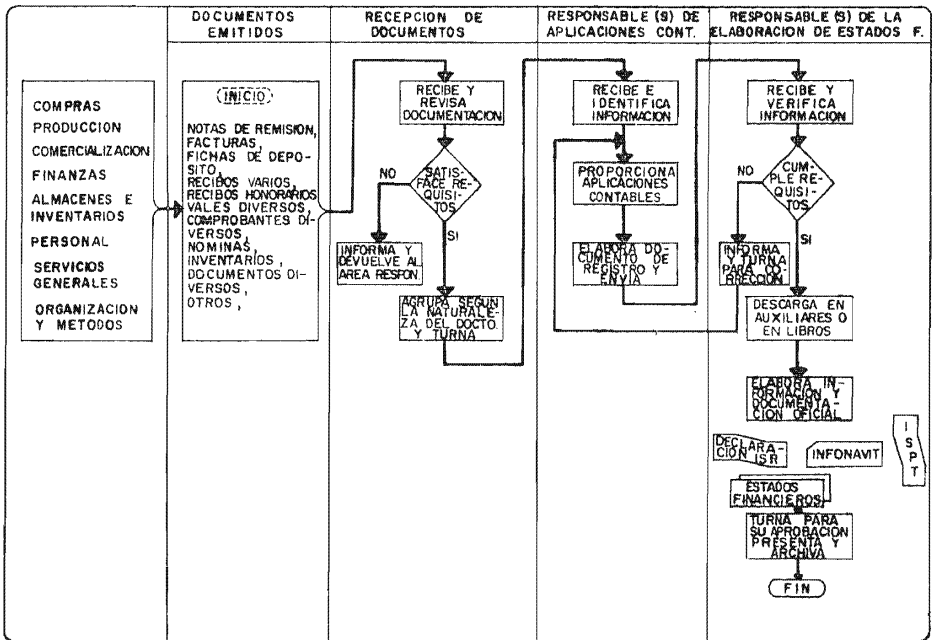 DOCUMENTOS
EMITIDOS
RECEPCION DE
DOCUMENTOS
RESPONSABLE (S) DE
APLICACIONES CONT.
RESPONSABLE (S) DE LA
ELABORACION DE ESTADOS F.
COMPRAS
PRODUCCION
COMERCIALIZACION
FINANZAS
ALMACENES E
INVENTARIOS
PERSONAL
SERVICIOS
GENERALES
ORGANIZACION
Y METODOS
INICIO
NOTAS DE REMISION,
FACTURAS,
FICHAS DE DEPO-
SITO,
RECIBOS VARIOS,
RECIBOS HONORARIOS
VALES DIVERSOS,
COMPROBANTES DI-
VERSOS,
NOMINAS,
INVENTARIOS,
DOCUMENTOS DI-
VERSOS,
OTROS,
RECIBE Y
REVISA
DOCUMENTACION
SATIS-
FACE RE-
QUISI-
TOS
NO
SI
INFORMA Y
DEVUELVE AL
AREA RESPON.
AGRUPA SEGUN
LA NATURALE-
ZA DEL DOCTO.
Y TURNA
RECIBE E
IDENTIFICA
INFORMACION
PROPORCIONA
APLICACIONES
CONTABLES
ELABORA DO-
CUMENTO DE
REGISTRO Y
ENVIA
RECIBE Y
VERIFICA
INFORMACION
CUM-
PLE RE-
QUISI-
TOS
NO
SI
INFORMA
Y TURNA
PARA CO-
RRECCION
DESCARGA EN
AUXILIARES O
EN LIBROS
ELABORA IN-
FORMACION Y
DOCUMENTA-
CION OFICIAL
DECLARA-
CION ISR
INFONAVIT
I
S
P
T
ESTADOS
FINANCIEROS
TURNA PARA
SU APROBACION
PRESENTA Y
ARCHIVA
FIN